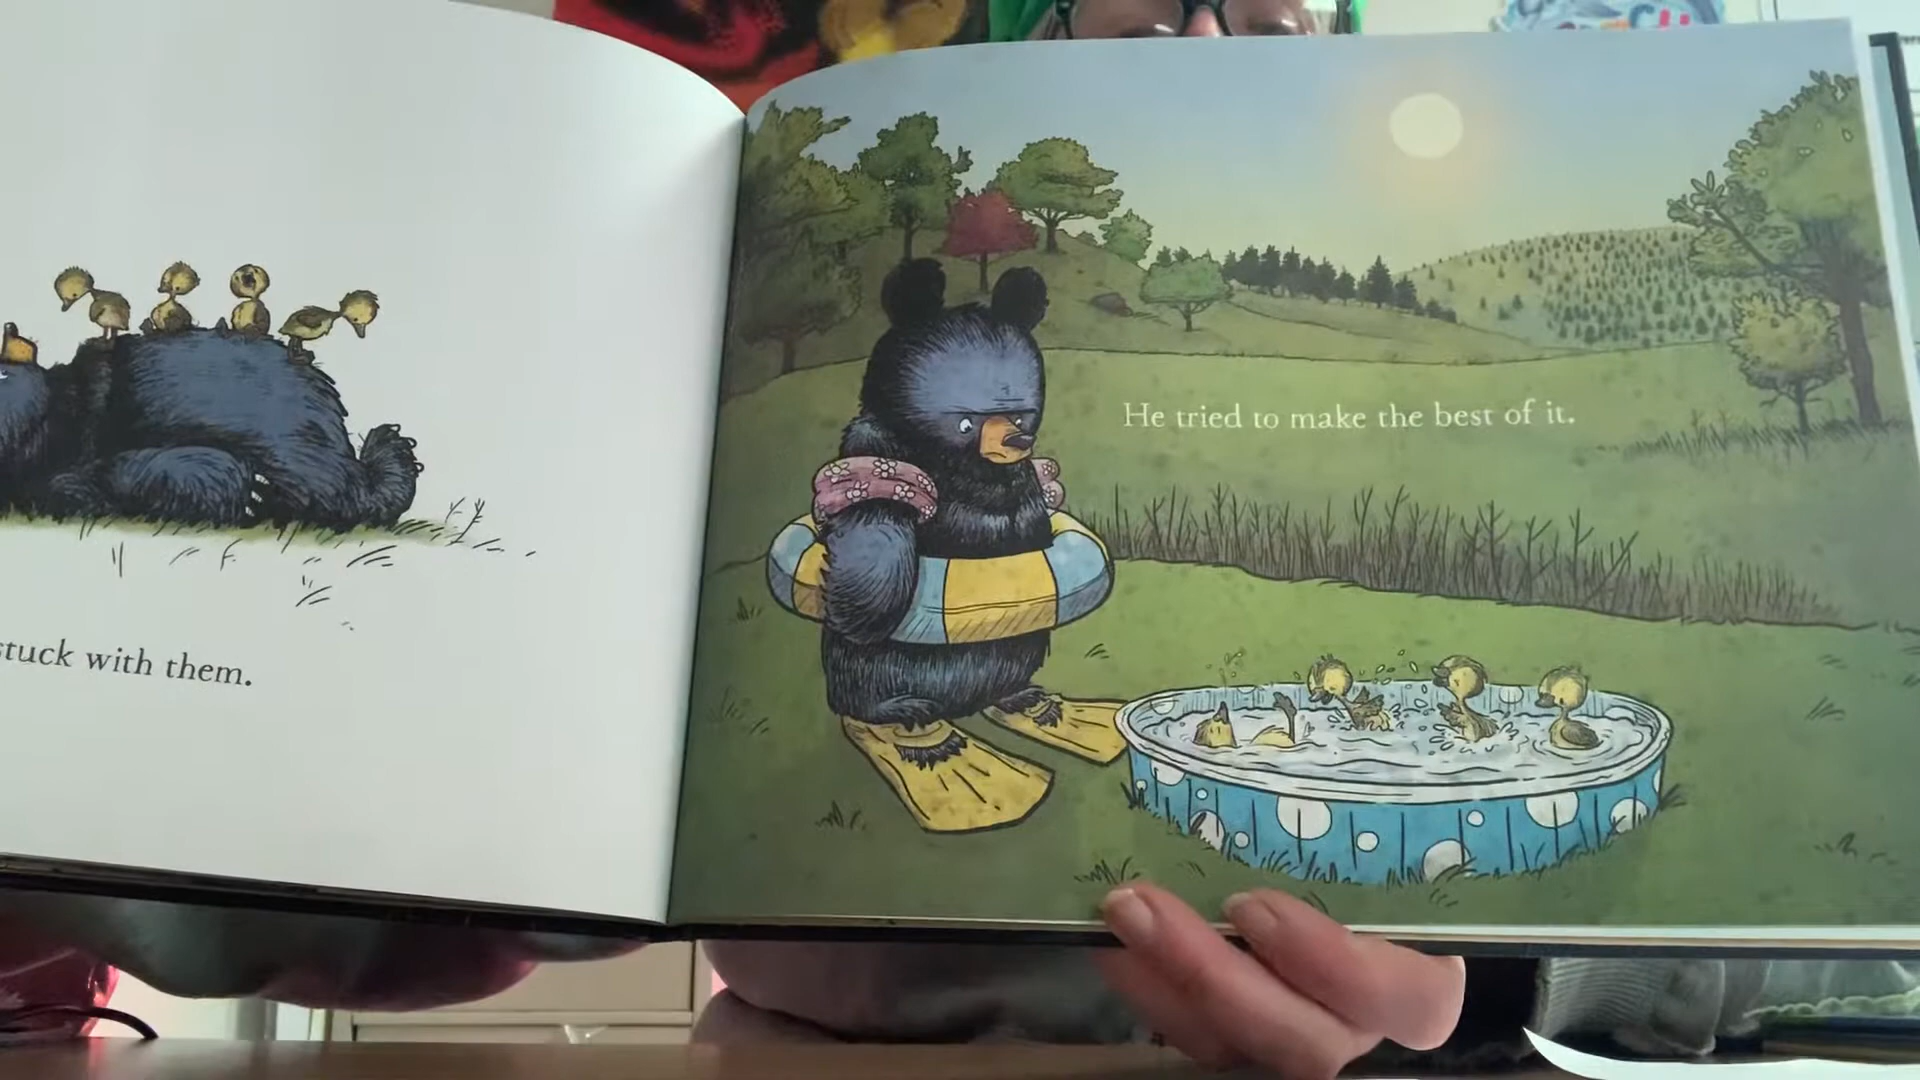 stuck with them.
He tried to make the best of it.